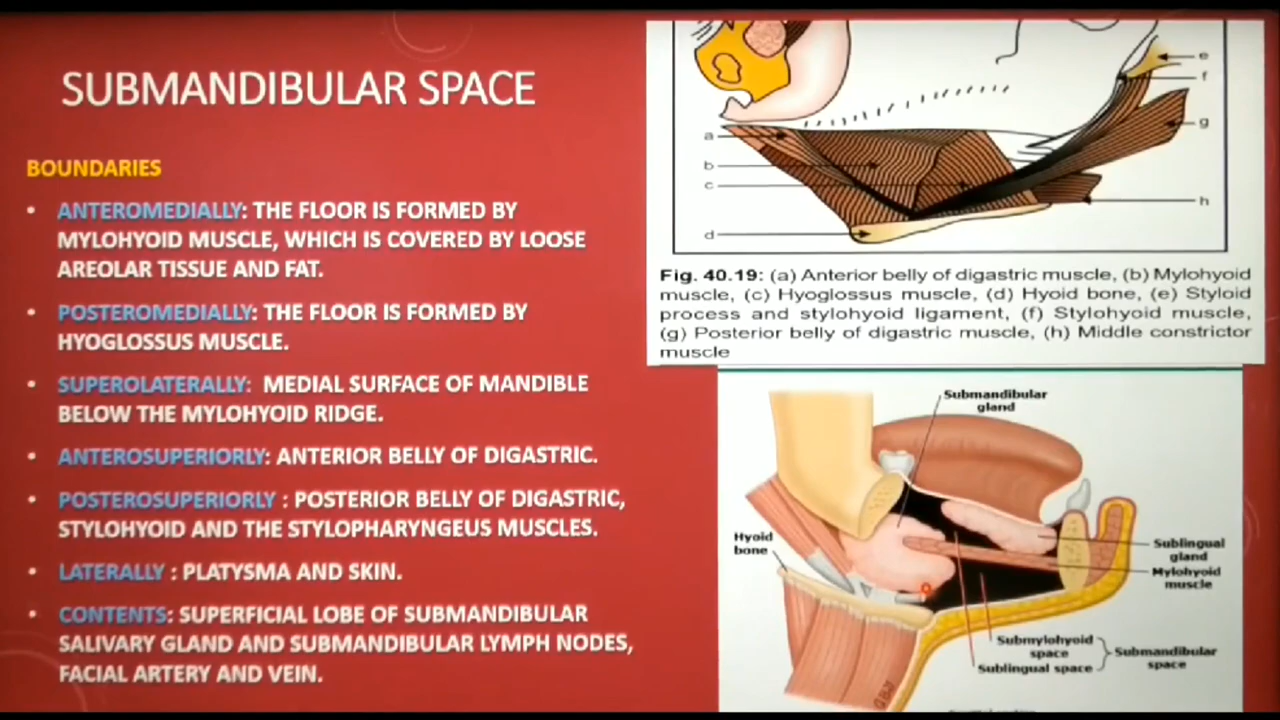 SUBMANDIBULAR SPACE
BOUNDARIES
• ANTEROMEDIALLY: THE FLOOR IS FORMED BY
MYLOHYOID MUSCLE, WHICH IS COVERED BY LOOSE
AREOLAR TISSUE AND FAT.
• POSTEROMEDIALLY: THE FLOOR IS FORMED BY
HYOGLOSSUS MUSCLE.
• SUPEROLATERALLY: MEDIAL SURFACE OF MANDIBLE
BELOW THE MYLOHYOID RIDGE.
• ANTEROSUPERIORLY: ANTERIOR BELLY OF DIGASTRIC.
• POSTEROSUPERIORLY : POSTERIOR BELLY OF DIGASTRIC,
STYLOHYOID AND THE STYLOPHARYNGEUS MUSCLES.
• LATERALLY : PLATYSMA AND SKIN.
• CONTENTS: SUPERFICIAL LOBE OF SUBMANDIBULAR
SALIVARY GLAND AND SUBMANDIBULAR LYMPH NODES,
FACIAL ARTERY AND VEIN.
a
b
c
d
e
f
g
h
Fig. 40.19: (a) Anterior belly of digastric muscle, (b) Mylohyoid
muscle, (c) Hyoglossus muscle, (d) Hyoid bone, (e) Styloid
process and stylohyoid ligament, (f) Stylohyoid muscle,
(g) Posterior belly of digastric muscle, (h) Middle constrictor
muscle
Submandibular
gland
Hyoid
bone
Sublingual
gland
Mylohyoid
muscle
Submylohyoid
space
Sublingual space
Submandibular
space